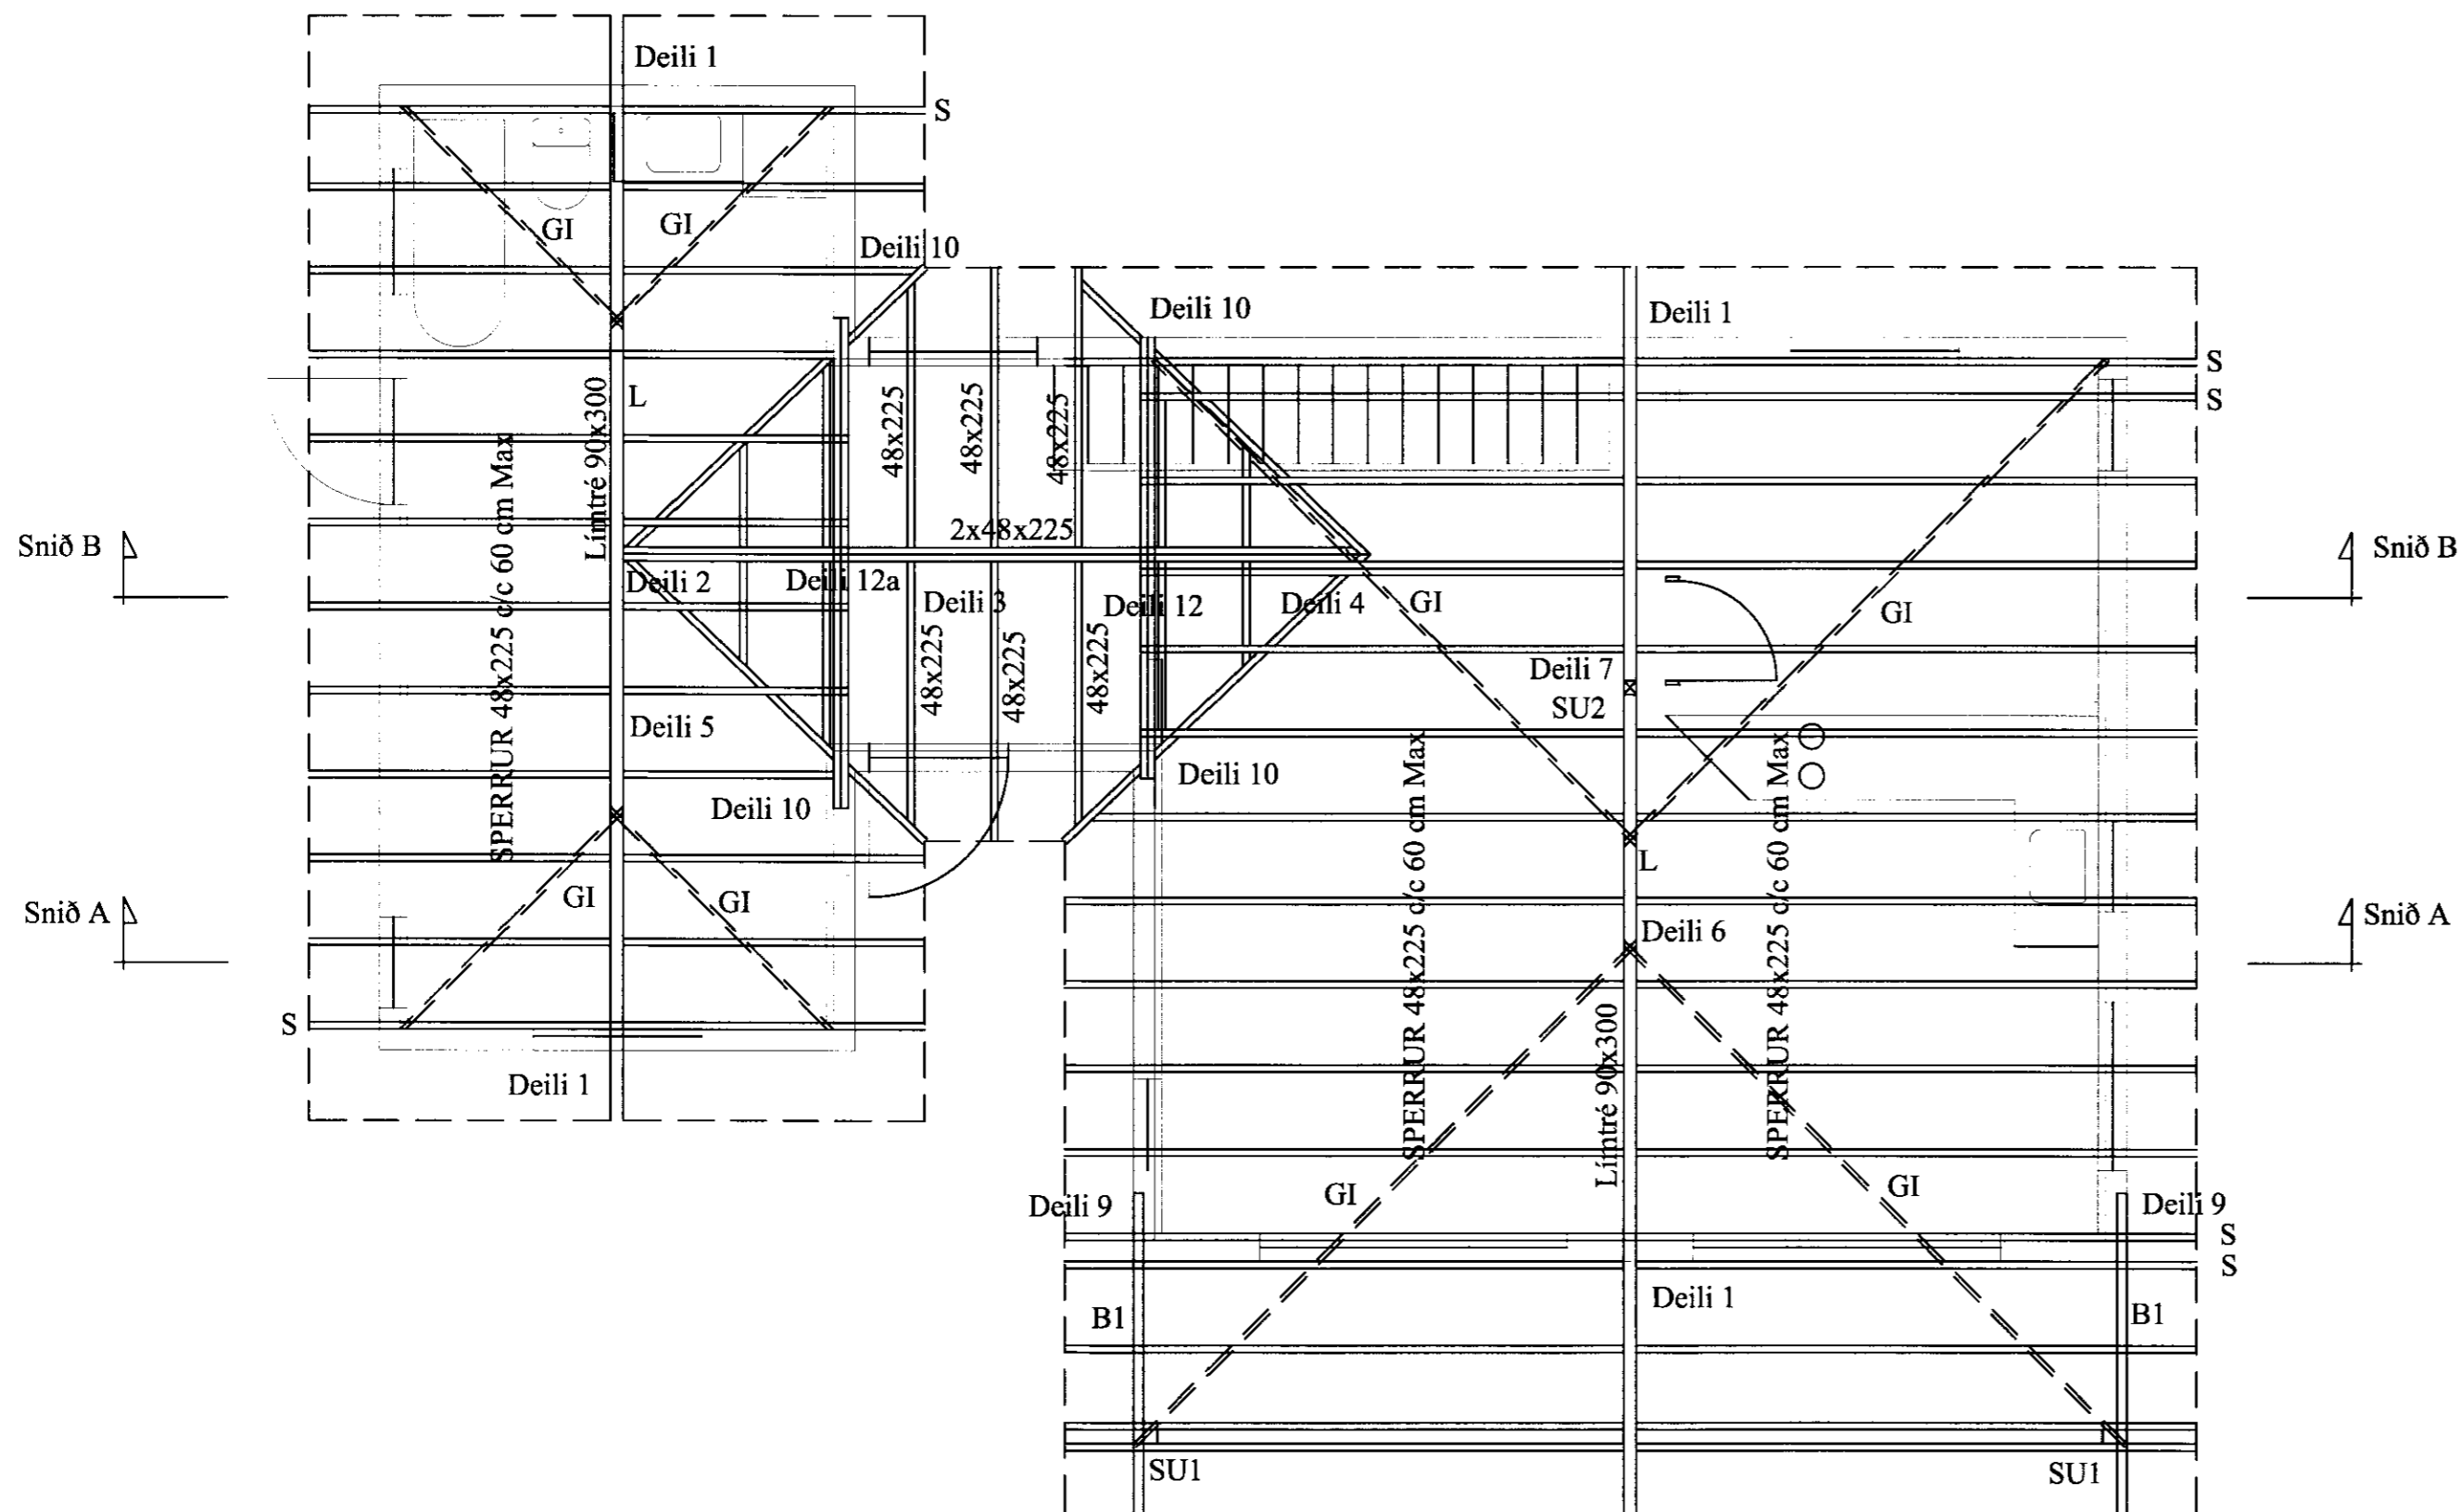 Deili 1
S
GI
GI
Deili 10
Deili 10
Deili 1
S
S
L
Límtré 90x300
48x225
48x225
48x225
SPERRUR 48x225 c/c 60 cm Max
2x48x225
Snið B
Snið B
Deili 2
Deili 12a
Deili 3
Deili 12
Deili 4
GI
GI
48x225
48x225
48x225
Deili 7
SU2
Deili 5
Deili 10
Deili 10
SPERRUR 48x225 c/c 60 cm Max
SPERRUR 48x225 c/c 60 cm Max
L
GI
GI
Snið A
Snið A
Deili 6
S
Límtré 90x300
Deili 1
GI
GI
Deili 9
Deili 9
S
S
Deili 1
B1
B1
SU1
SU1